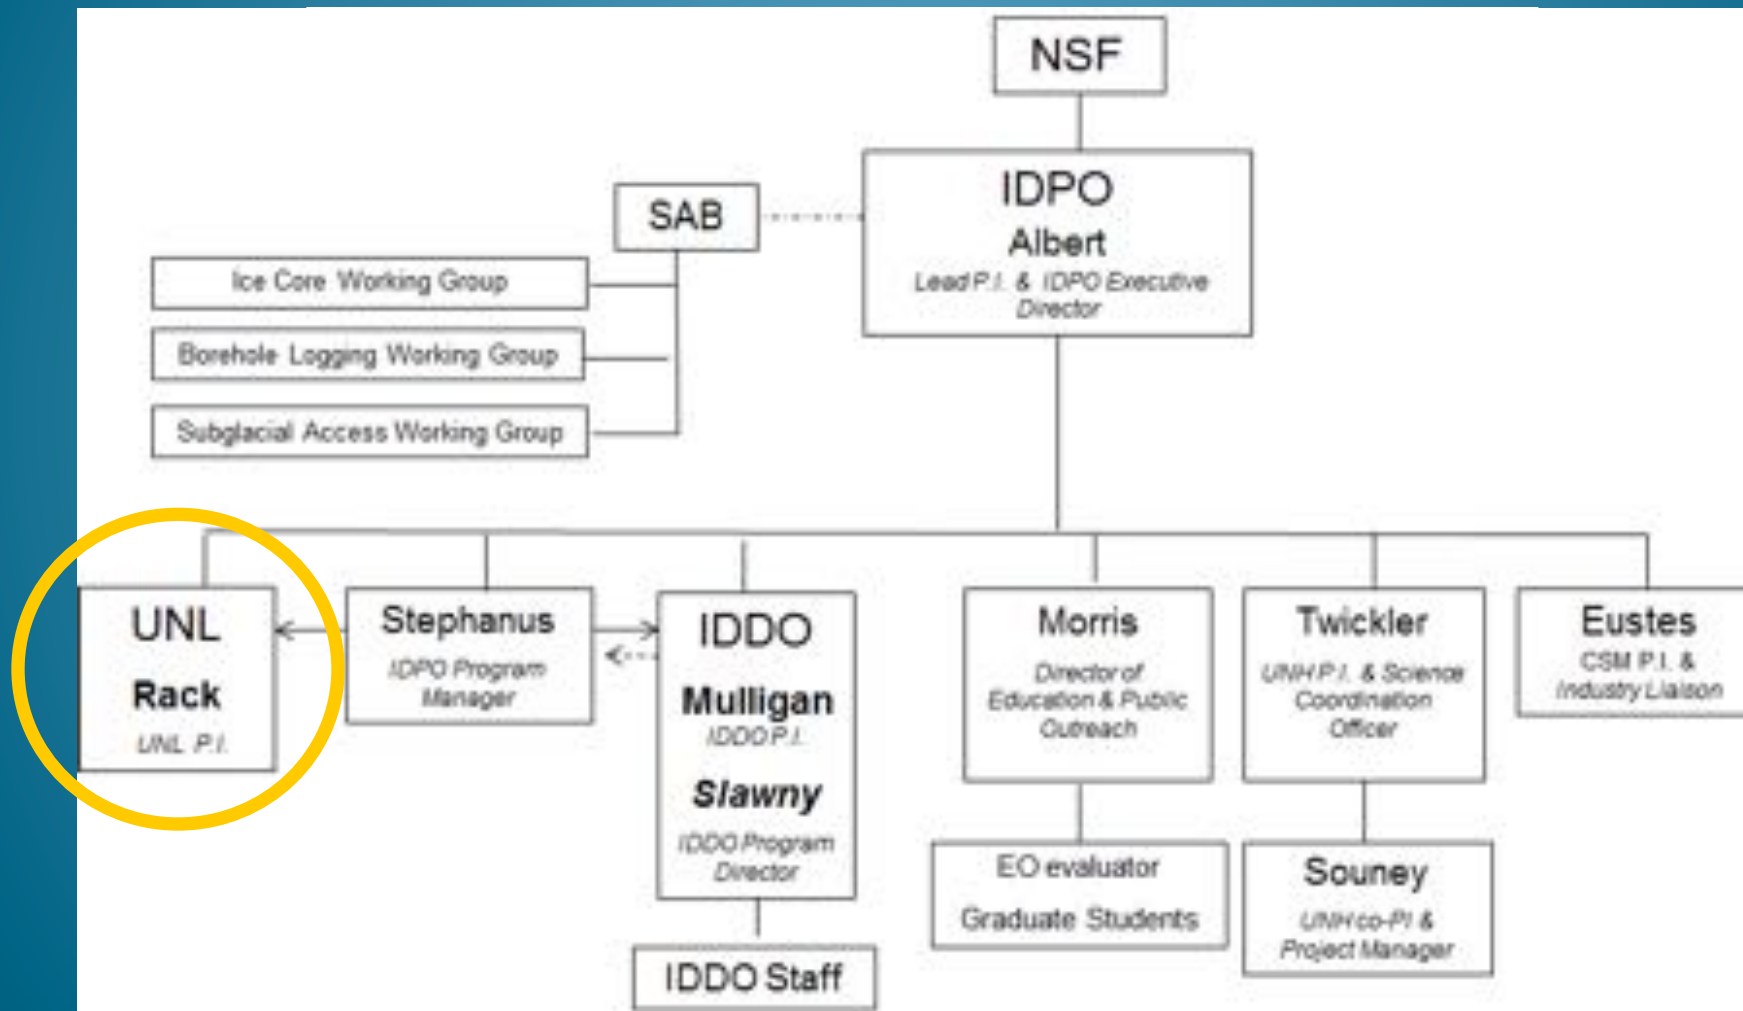 NSF
IDPO
Albert
Lead P.I. & IDPO Executive
Director
SAB
Ice Core Working Group
Borehole Logging Working Group
Subglacial Access Working Group
UNL
Rack
UNL P.I.
Stephanus
IDPO Program
Manager
IDDO
Mulligan
IDDO P.I.
Slawny
IDDO Program
Director
IDDO Staff
Morris
Director of
Education & Public
Outreach
EO evaluator
Graduate Students
Twickler
UNH P.I. & Science
Coordination
Officer
Souney
UNH co-PI &
Project Manager
Eustes
CSM P.I. &
Industry Liaison